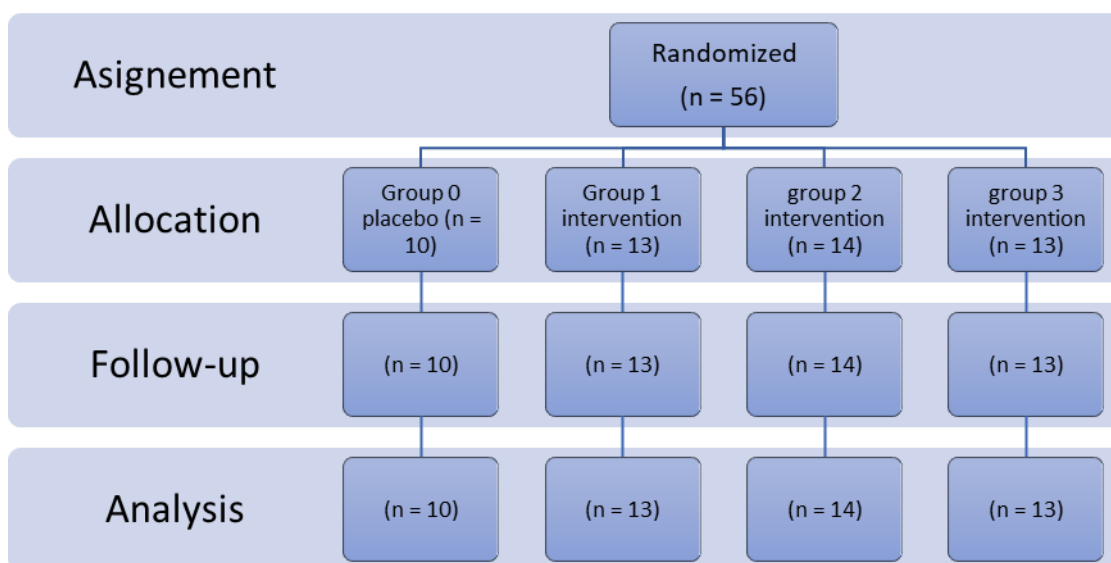 Asignement
Randomized
(n = 56)
Allocation
Group 0
placebo (n =
10)
Group 1
intervention
(n = 13)
group 2
intervention
(n = 14)
group 3
intervention
(n = 13)
Follow-up
(n = 10)
(n = 13)
(n = 14)
(n = 13)
Analysis
(n = 10)
(n = 13)
(n = 14)
(n = 13)